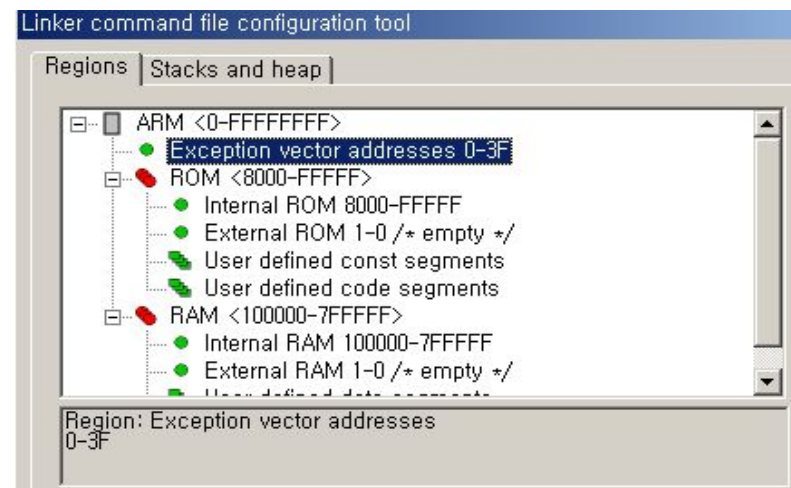 Linker command file configuration tool
Regions
Stacks and heap
ARM <0-FFFFFFFF>
Exception vector addresses 0-3F
ROM <8000-FFFFF>
Internal ROM 8000-FFFFF
External ROM 1-0 /* empty */
User defined const segments
User defined code segments
RAM <100000-7FFFFF>
Internal RAM 100000-7FFFFF
External RAM 1-0 /* empty */
Region: Exception vector addresses
0-3F